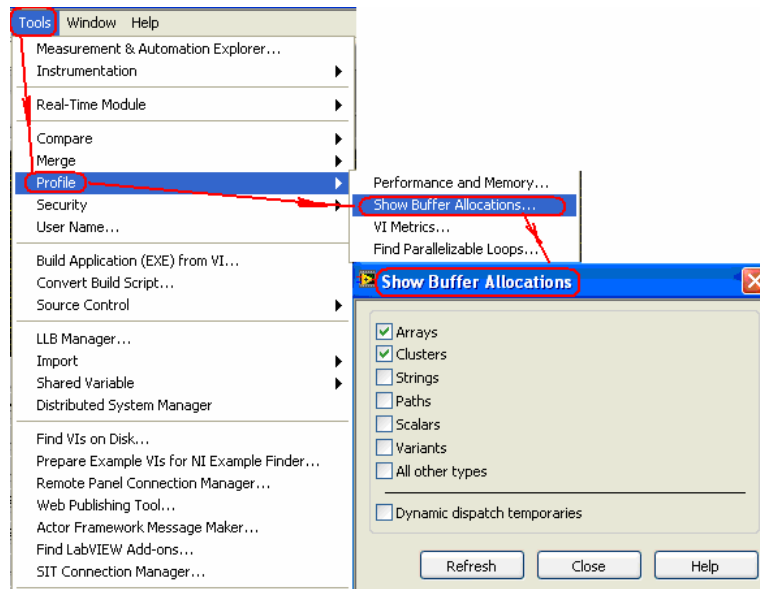 Tools Window Help
Measurement & Automation Explorer...
Instrumentation
Real-Time Module
Compare
Merge
Profile
Security
User Name...
Build Application (EXE) from VI...
Convert Build Script...
Source Control
LLB Manager...
Import
Shared Variable
Distributed System Manager
Find VIs on Disk...
Prepare Example VIs for NI Example Finder...
Remote Panel Connection Manager...
Web Publishing Tool...
Actor Framework Message Maker...
Find LabVIEW Add-ons...
SIT Connection Manager...
Performance and Memory...
Show Buffer Allocations...
VI Metrics...
Find Parallelizable Loops...
Show Buffer Allocations
Arrays
Clusters
Strings
Paths
Scalars
Variants
All other types
Dynamic dispatch temporaries
Refresh Close Help